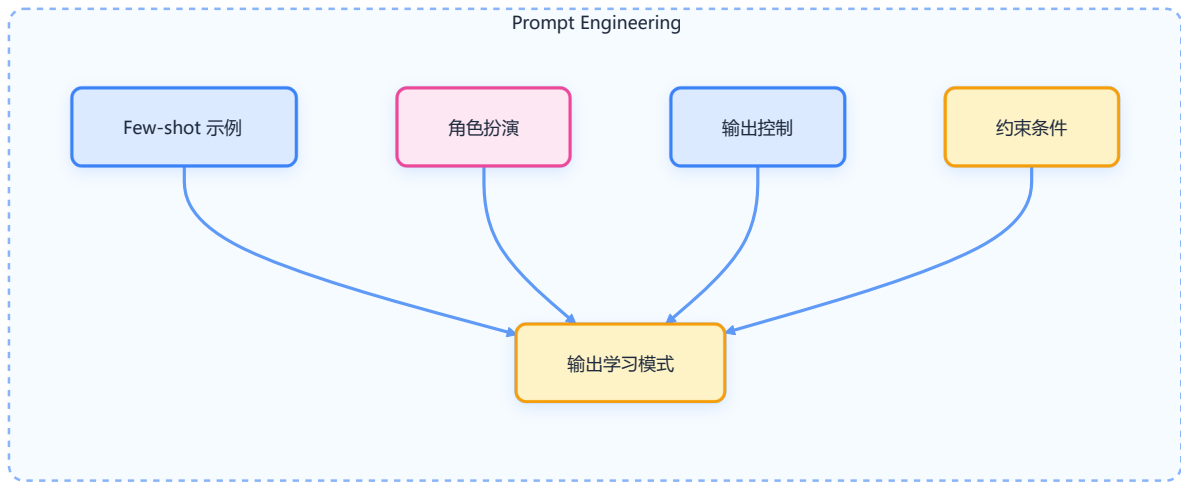 Prompt Engineering
Few-shot 示例
角色扮演
输出控制
约束条件
输出学习模式